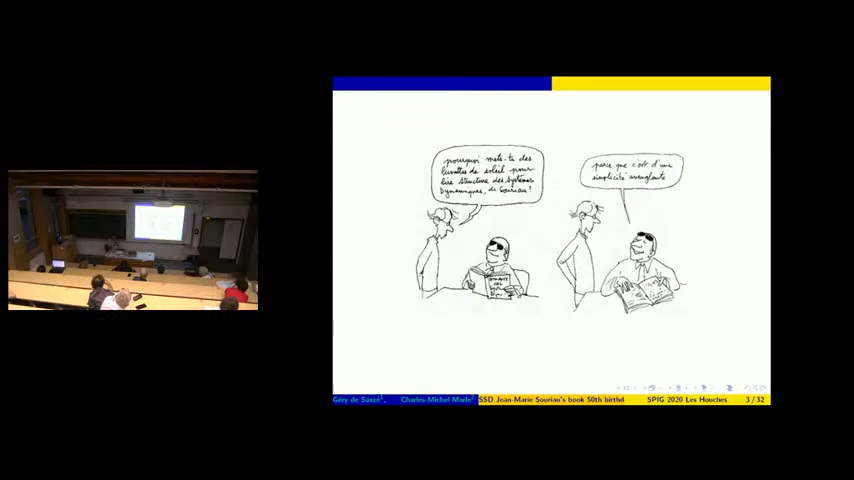 pourquoi mets-tu des
lunettes de soleil pour
lire Structure des Systèmes
Dynamiques, de Souriau?
parce que c'est d'une
simplicité aveuglante
Géry de Saxcé¹, Charles-Michel Marle² SSD Jean-Marie Souriau's book 50th birthd SPIG 2020 Les Houches 3 / 32